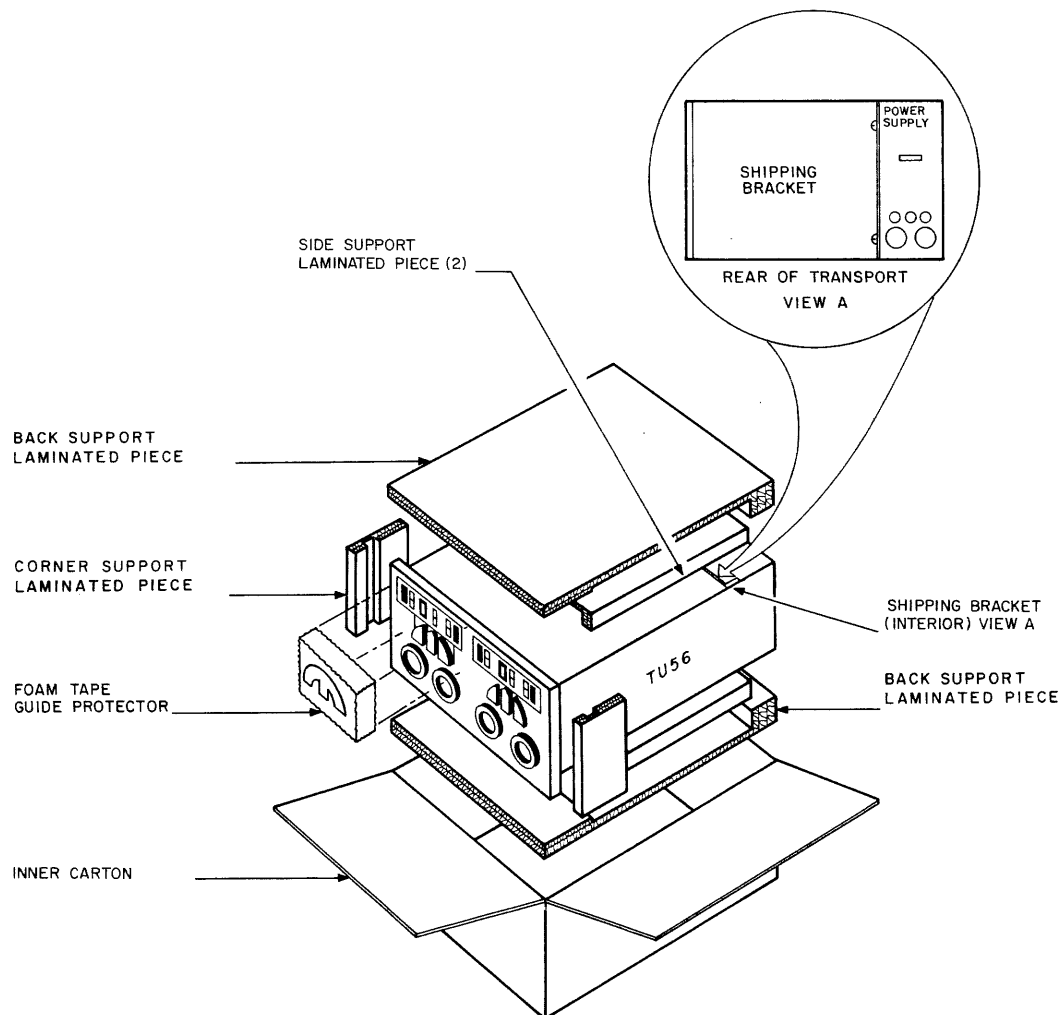 POWER
SUPPLY
SHIPPING
BRACKET
REAR OF TRANSPORT
VIEW A
SIDE SUPPORT
LAMINATED PIECE (2)
BACK SUPPORT
LAMINATED PIECE
CORNER SUPPORT
LAMINATED PIECE
SHIPPING BRACKET
(INTERIOR) VIEW A
TU56
FOAM TAPE
GUIDE PROTECTOR
BACK SUPPORT
LAMINATED PIECE
INNER CARTON